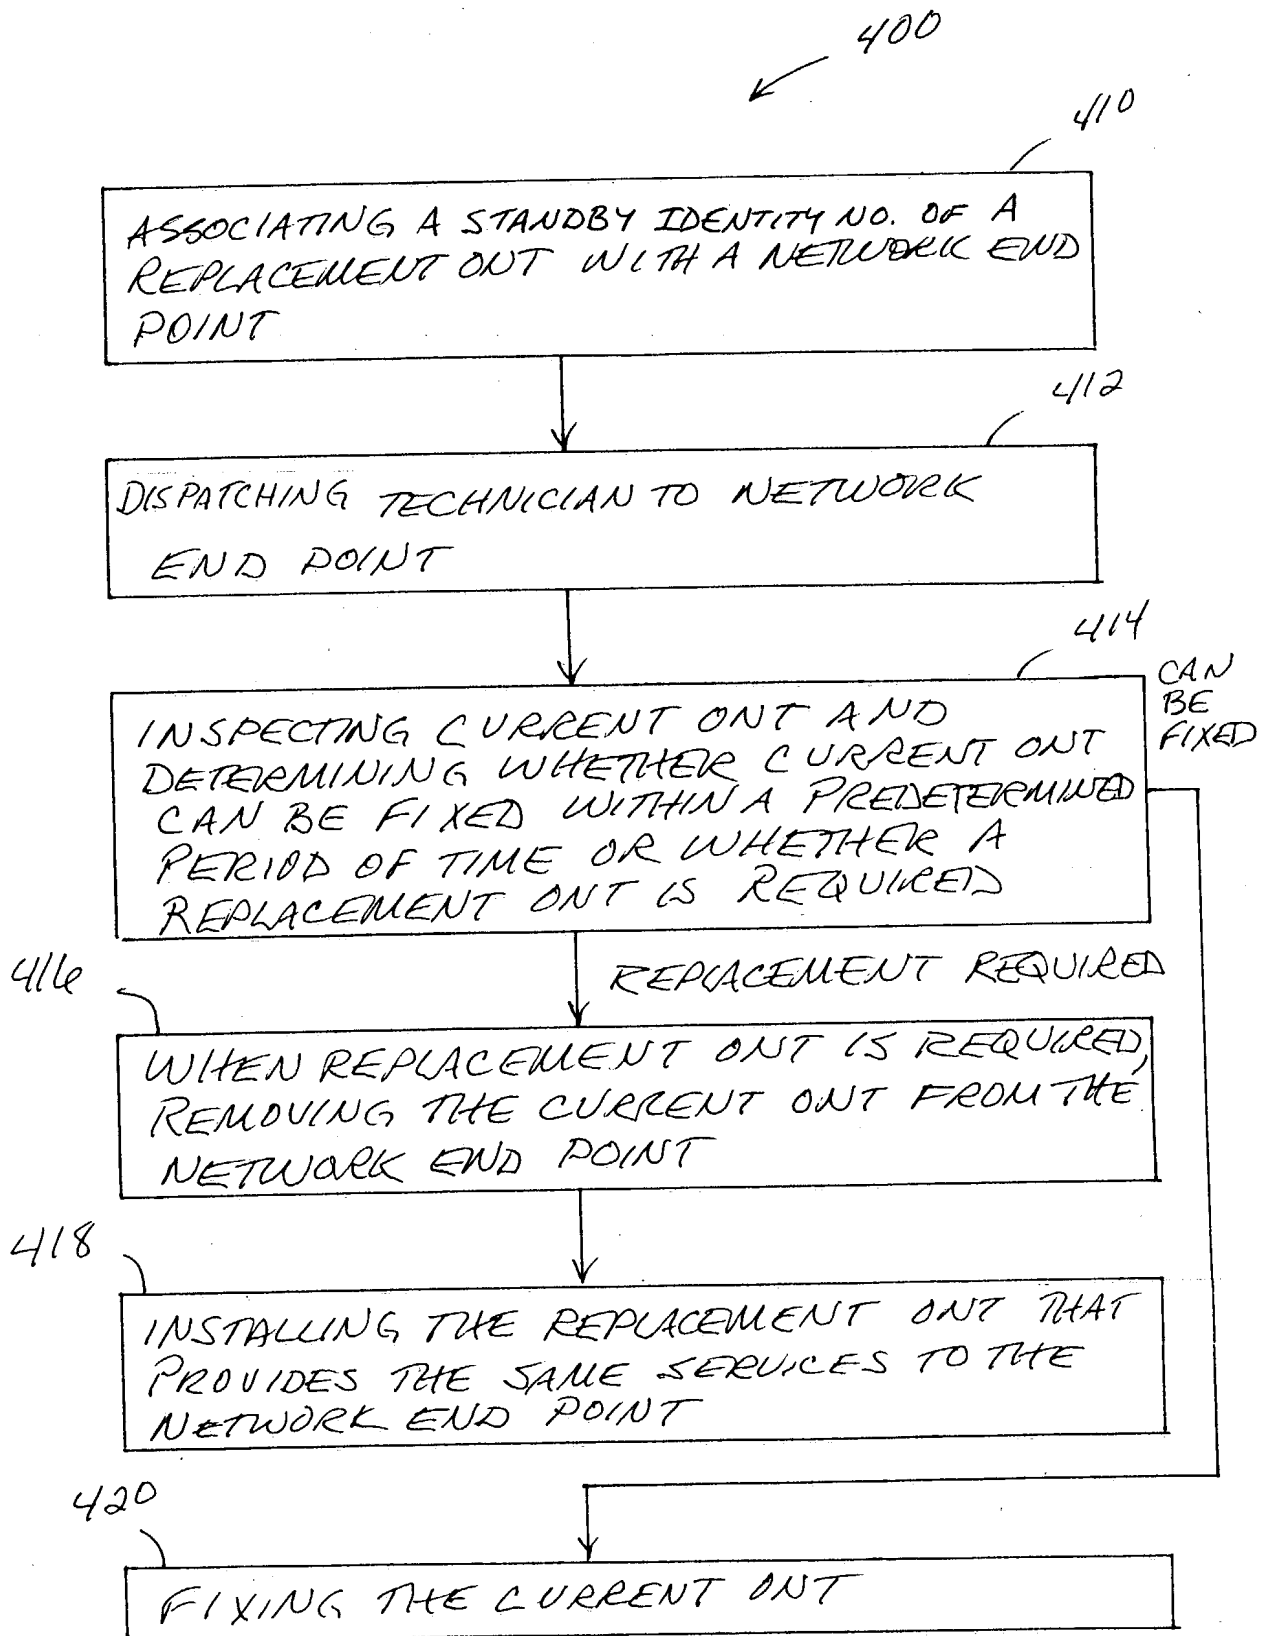 400
410
ASSOCIATING A STANDBY IDENTITY NO. OF A
REPLACEMENT ONT WITH A NETWORK END
POINT
412
DISPATCHING TECHNICIAN TO NETWORK
END POINT
414
CAN
BE
FIXED
INSPECTING CURRENT ONT AND
DETERMINING WHETHER CURRENT ONT
CAN BE FIXED WITHIN A PREDETERMINED
PERIOD OF TIME OR WHETHER A
REPLACEMENT ONT IS REQUIRED
REPLACEMENT REQUIRED
416
WHEN REPLACEMENT ONT IS REQUIRED,
REMOVING THE CURRENT ONT FROM THE
NETWORK END POINT
418
INSTALLING THE REPLACEMENT ONT THAT
PROVIDES THE SAME SERVICES TO THE
NETWORK END POINT
420
FIXING THE CURRENT ONT